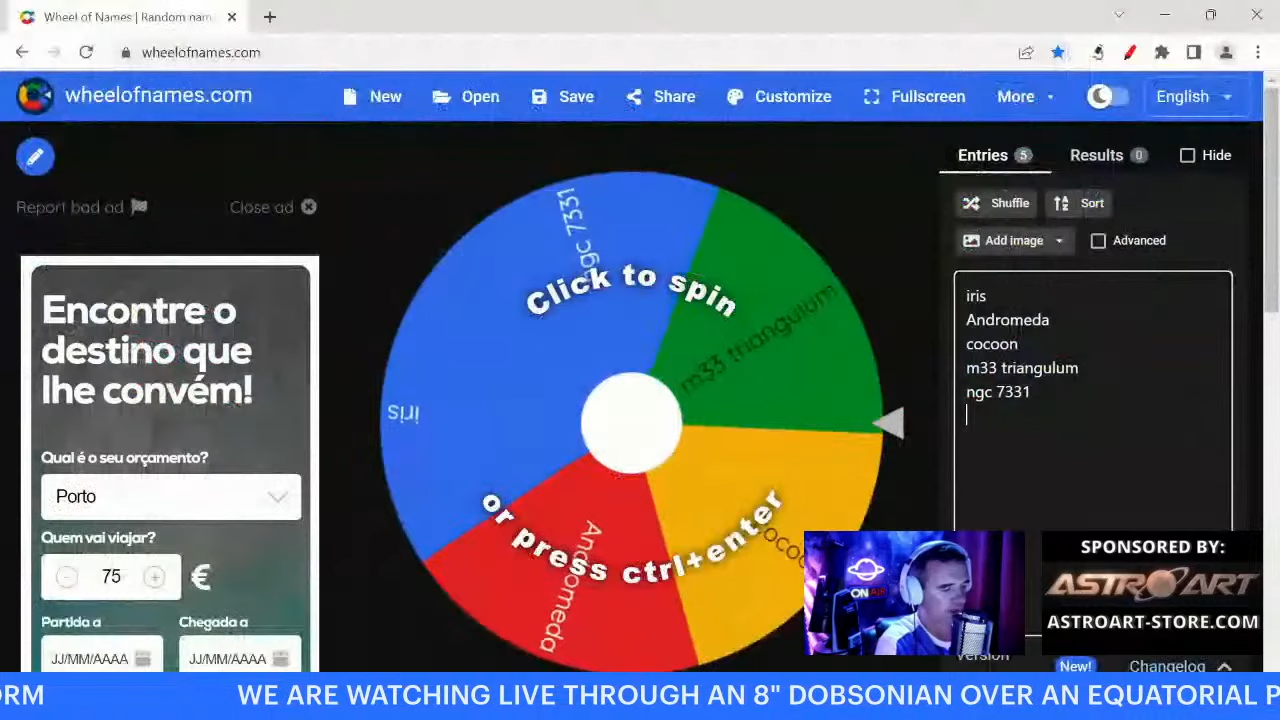 Wheel of Names | Random nam
wheelofnames.com
wheelofnames.com
New
Open
Save
Share
Customize
Fullscreen
More
English
Entries 5
Results 0
Hide
Report bad ad
Close ad
Shuffle
Sort
Add image
Advanced
Encontre o
destino que
lhe convém!
Qual é o seu orçamento?
Porto
Quem vai viajar?
75
€
Partida a
Chegada a
JJ/MM/AAAA
JJ/MM/AAAA
ngc 7331
m33 triangulum
iris
Andromeda
Click to spin
or press ctrl+enter
iris
Andromeda
cocoon
m33 triangulum
ngc 7331
ON AIR
SPONSORED BY:
ASTROART
ASTROART-STORE.COM
Version
New!
Changelog
ORM
WE ARE WATCHING LIVE THROUGH AN 8" DOBSONIAN OVER AN EQUATORIAL P